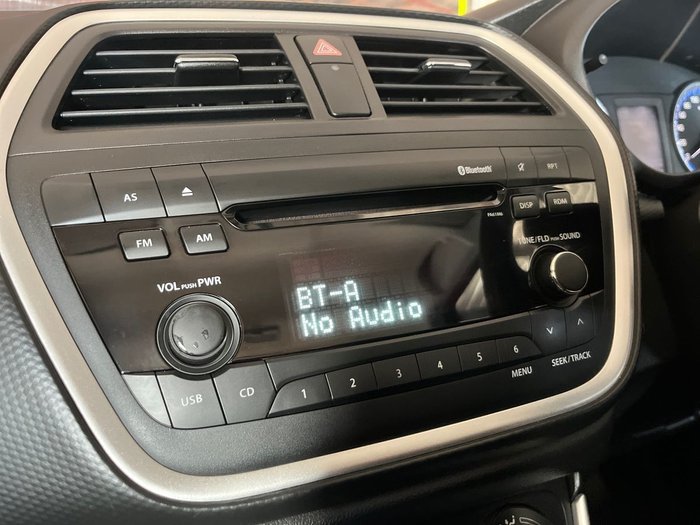 Bluetooth
RPT
AS
DISP
RDM
FM
AM
TUNE/FLD PUSH SOUND
VOL PUSH PWR
BT-A
No Audio
USB
CD
1
2
3
4
5
6
MENU
SEEK/TRACK